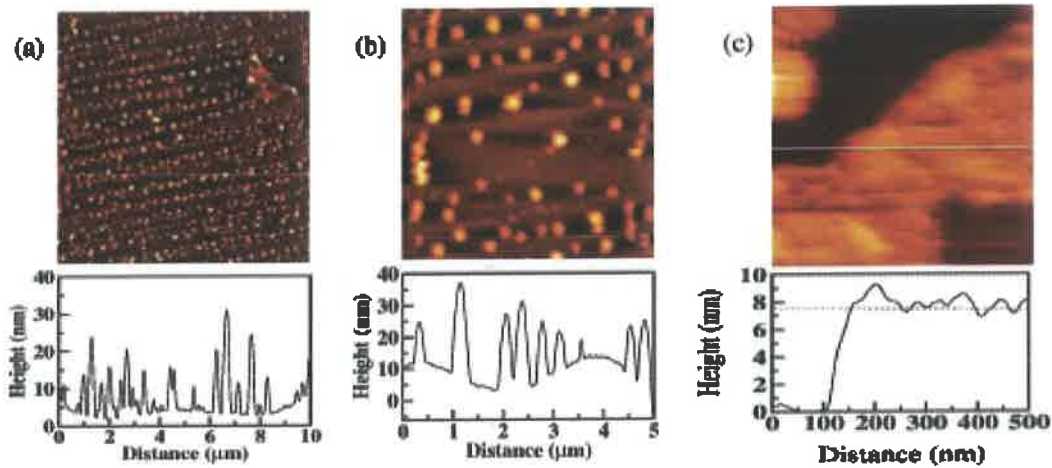 (a) (b) (c)
40
30
20
10
0
Height (nm)
0 2 4 6 8 10
Distance (μm)
40
30
20
10
0
Height (nm)
0 1 2 3 4 5
Distance (μm)
10
8
6
4
2
0
Height (nm)
0 100 200 300 400 500
Distance (nm)